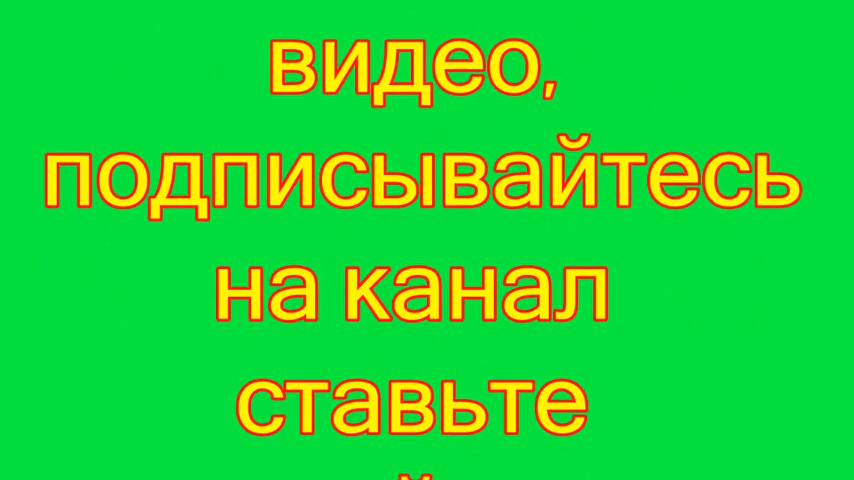 видео,
подписывайтесь
на канал
ставьте